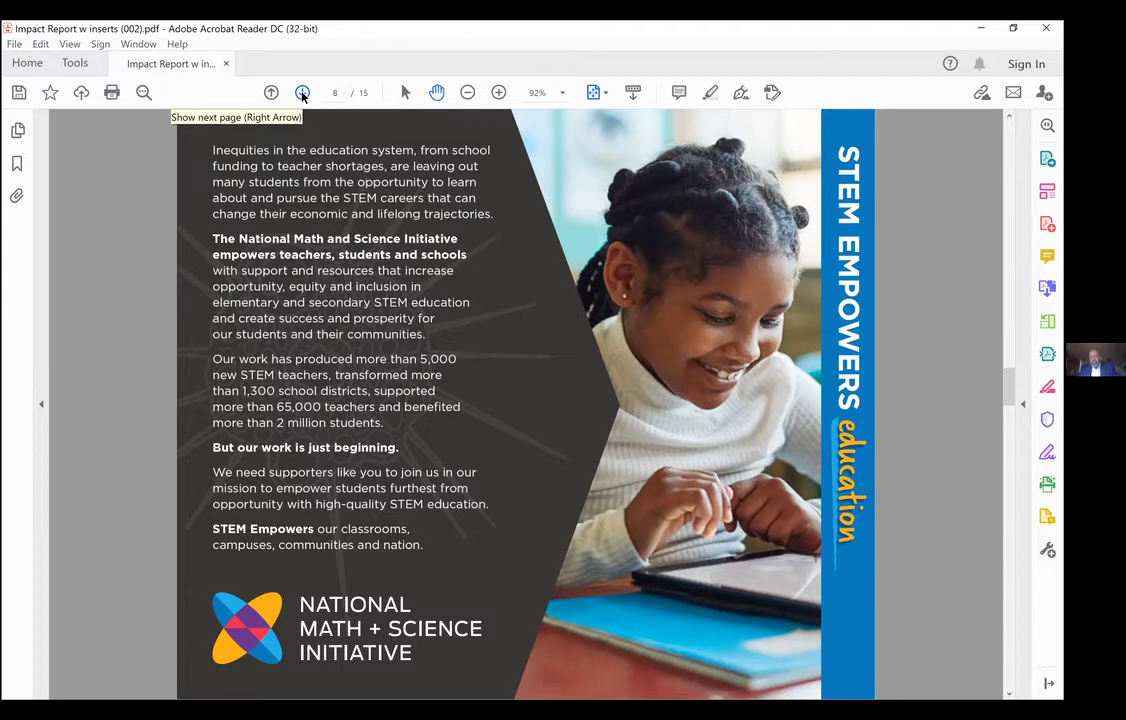 Impact Report w inserts (002).pdf - Adobe Acrobat Reader DC (32-bit)
File Edit View Sign Window Help
Home Tools Impact Report w in... × Sign In
8 / 15 92%
Show next page (Right Arrow)
Inequities in the education system, from school
funding to teacher shortages, are leaving out
many students from the opportunity to learn
about and pursue the STEM careers that can
change their economic and lifelong trajectories.
The National Math and Science Initiative
empowers teachers, students and schools
with support and resources that increase
opportunity, equity and inclusion in
elementary and secondary STEM education
and create success and prosperity for
our students and their communities.
Our work has produced more than 5,000
new STEM teachers, transformed more
than 1,300 school districts, supported
more than 65,000 teachers and benefited
more than 2 million students.
But our work is just beginning.
We need supporters like you to join us in our
mission to empower students furthest from
opportunity with high-quality STEM education.
STEM Empowers our classrooms,
campuses, communities and nation.
NATIONAL
MATH + SCIENCE
INITIATIVE
STEM EMPOWERS education